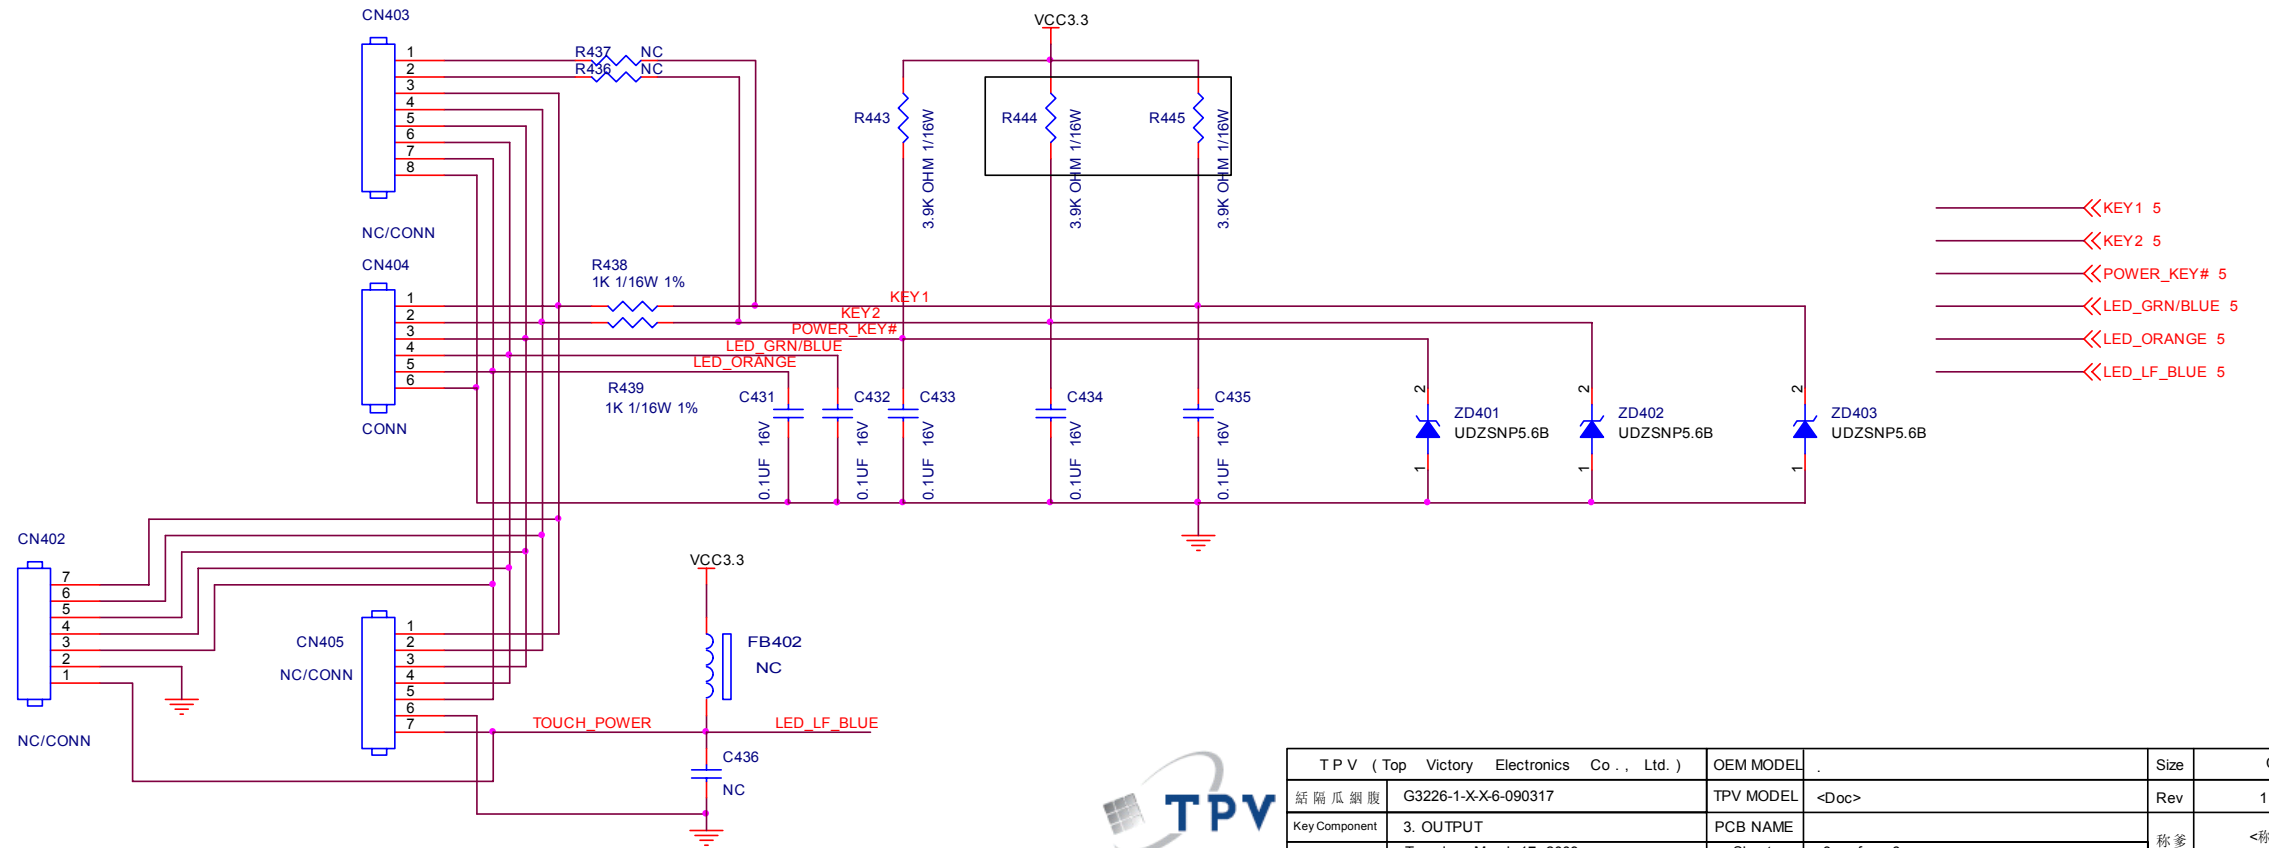 CN403
1
2
3
4
5
6
7
8
NC/CONN
R437 NC
R436 NC
VCC3.3
R443
3.9K OHM 1/16W
R444
3.9K OHM 1/16W
R445
3.9K OHM 1/16W
KEY1 5
KEY2 5
POWER_KEY# 5
LED_GRN/BLUE 5
LED_ORANGE 5
LED_LF_BLUE 5
CN404
1
2
3
4
5
6
CONN
R438
1K 1/16W 1%
KEY1
KEY2
POWER_KEY#
LED_GRN/BLUE
LED_ORANGE
R439
1K 1/16W 1%
C431
0.1UF 16V
C432
0.1UF 16V
C433
0.1UF 16V
C434
0.1UF 16V
C435
0.1UF 16V
2
ZD401
UDZSNP5.6B
1
2
ZD402
UDZSNP5.6B
1
2
ZD403
UDZSNP5.6B
1
CN402
7
6
5
4
3
2
1
NC/CONN
CN405
NC/CONN
1
2
3
4
5
6
7
VCC3.3
FB402
NC
TOUCH_POWER
LED_LF_BLUE
C436
NC
TPV
T P V ( Top Victory Electronics Co . , Ltd. )
OEM MODEL .
Size
絬 隔 瓜 絪 腹 G3226-1-X-X-6-090317
TPV MODEL <Doc>
Rev 1
Key Component 3. OUTPUT
PCB NAME
称爹 <称